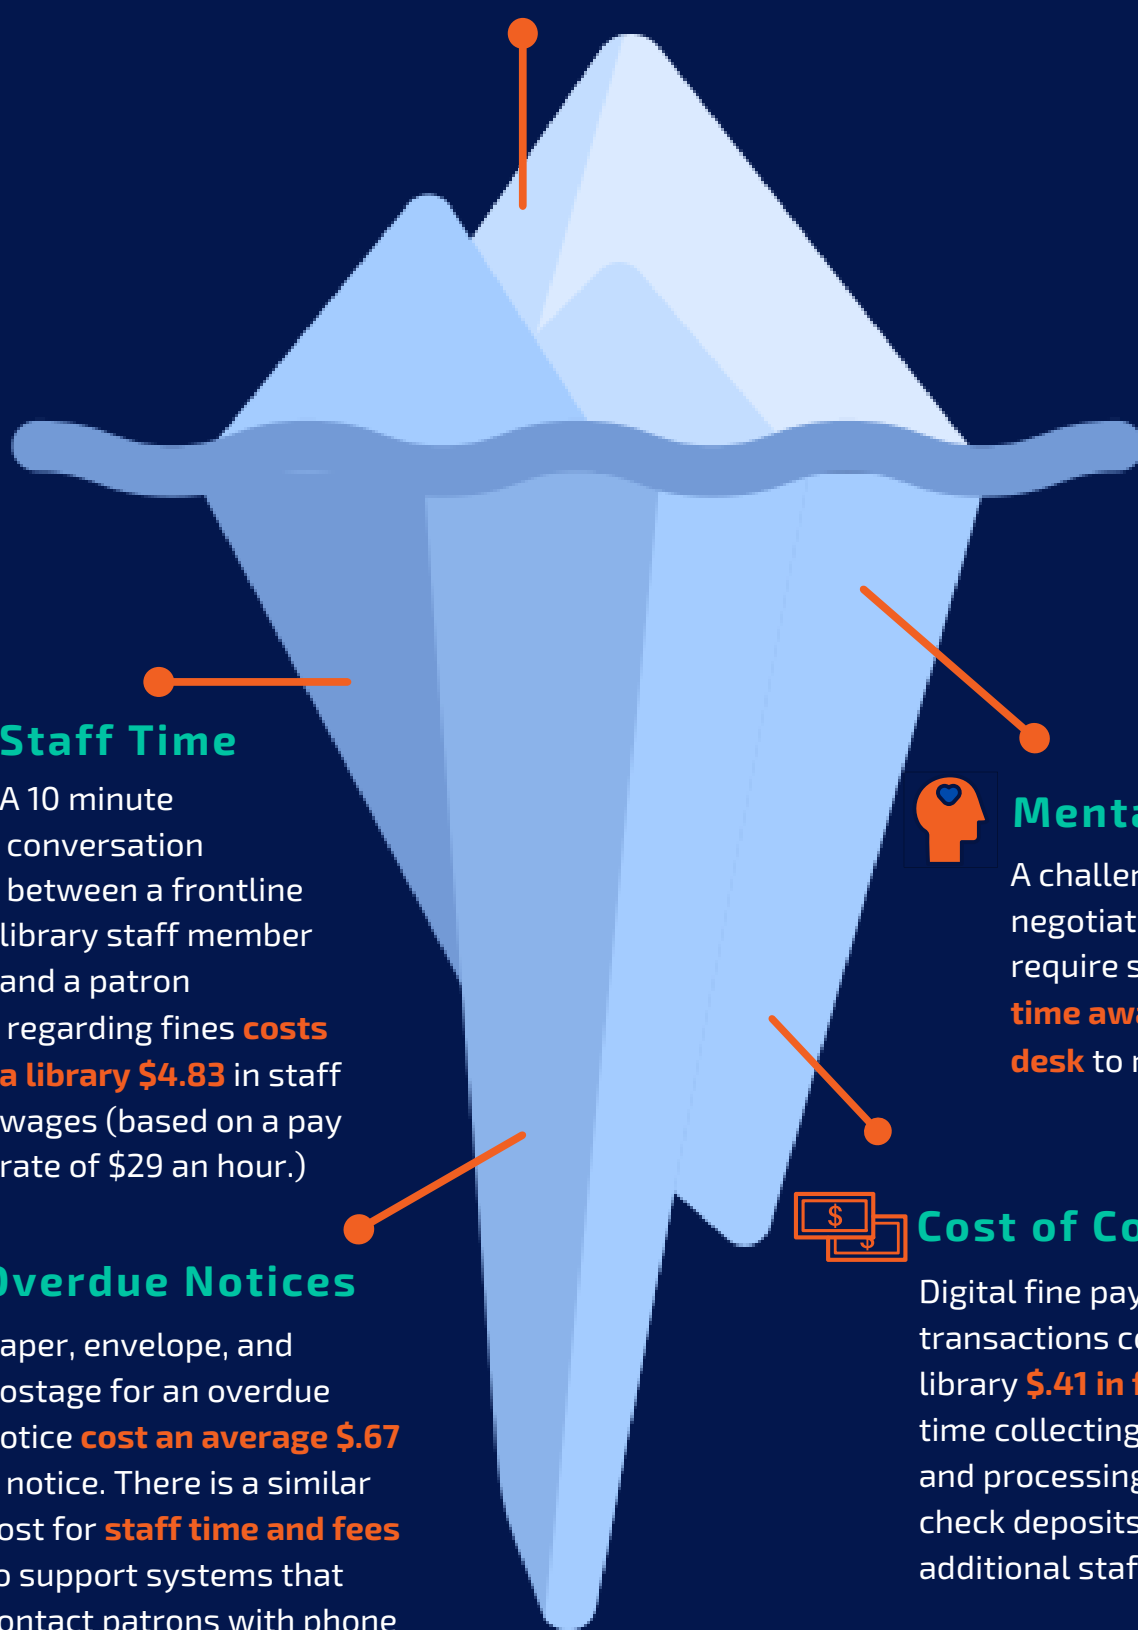 Staff Time
A 10 minute
conversation
between a frontline
library staff member
and a patron
regarding fines costs
a library $4.83 in staff
wages (based on a pay
rate of $29 an hour.)
Overdue Notices
aper, envelope, and
ostage for an overdue
otice cost an average $.67
notice. There is a similar
ost for staff time and fees
o support systems that
ontact patrons with phone
Menta
A challen
negotiat
require s
time awa
desk to
$
$
Cost of Co
Digital fine pay
transactions co
library $.41 in f
time collecting
and processing
check deposits
additional staf